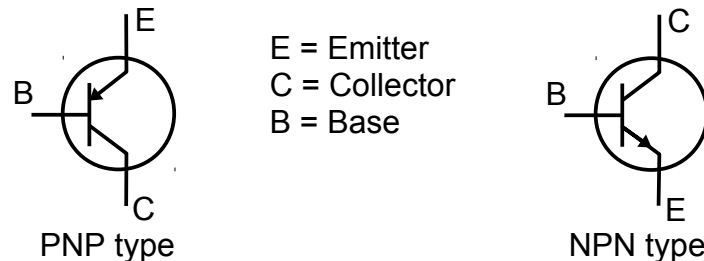 E
C
E = Emitter
C = Collector
B = Base
B
B
C
E
PNP type
NPN type